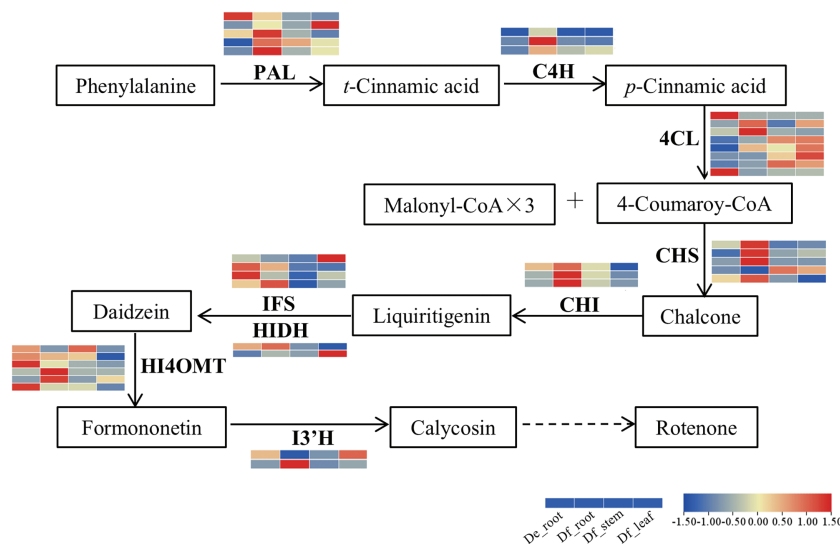 Phenylalanine
PAL
t-Cinnamic acid
C4H
p-Cinnamic acid
4CL
Malonyl-CoA×3
+
4-Coumaroy-CoA
CHS
Daidzein
IFS
HIDH
Liquiritigenin
CHI
Chalcone
HI4OMT
Formononetin
I3’H
Calycosin
Rotenone
De_root
Df_root
Df_stem
Df_leaf
-1.50 -1.00 -0.50 0.00 0.50 1.00 1.50